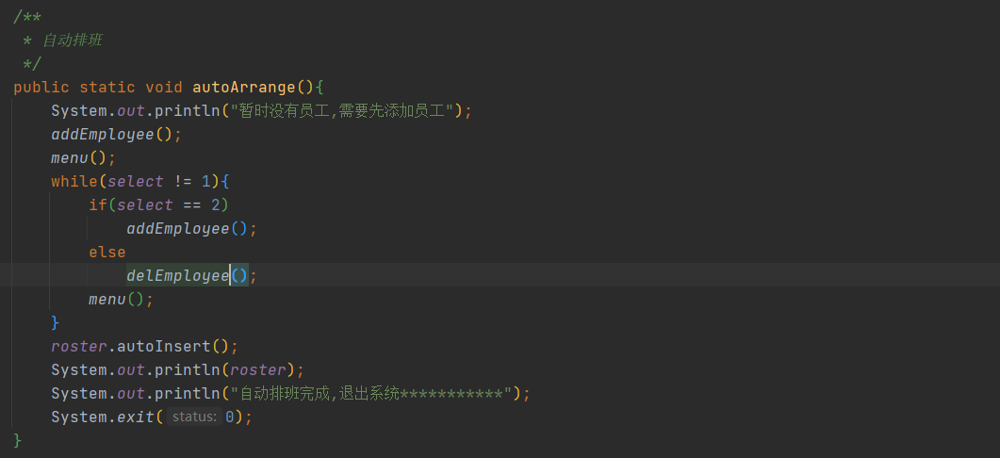 /**
 * 自动排班
 */
public static void autoArrange(){
    System.out.println("暂时没有员工,需要先添加员工");
    addEmployee();
    menu();
    while(select != 1){
        if(select == 2)
            addEmployee();
        else
            delEmployee();
        menu();
    }
    roster.autoInsert();
    System.out.println(roster);
    System.out.println("自动排班完成,退出系统***********");
    System.exit( status: 0);
}